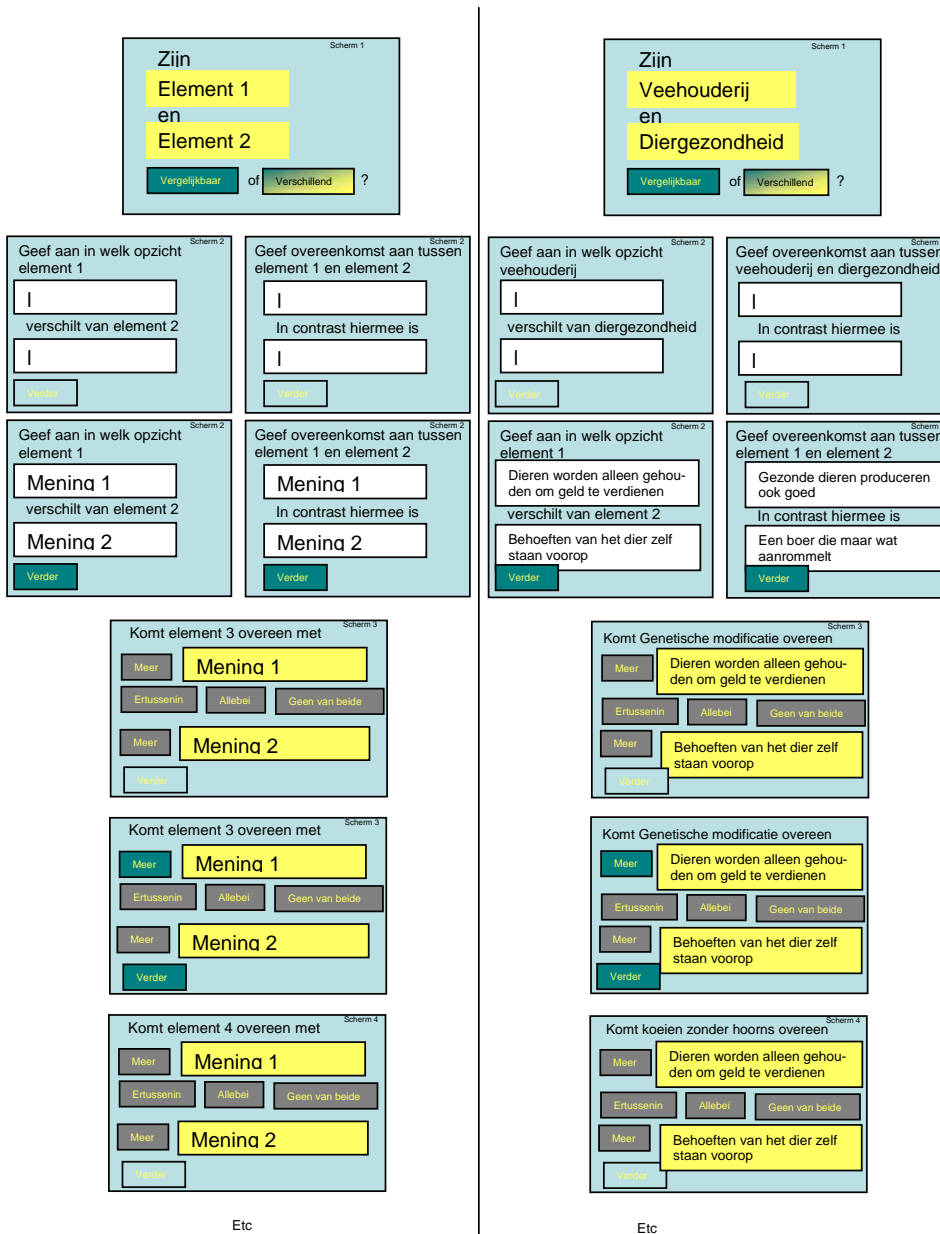 Scherm 1
Zijn
Element 1
en
Element 2
Vergelijkbaar of Verschillend ?
Scherm 2
Geef aan in welk opzicht
element 1
|
verschilt van element 2
|
Verder
Scherm 2
Geef overeenkomst aan tussen
element 1 en element 2
|
In contrast hiermee is
|
Verder
Scherm 2
Geef aan in welk opzicht
element 1
Mening 1
verschilt van element 2
Mening 2
Verder
Scherm 2
Geef overeenkomst aan tussen
element 1 en element 2
Mening 1
In contrast hiermee is
Mening 2
Verder
Scherm 3
Komt element 3 overeen met
Meer Mening 1
Ertussenin Allebei Geen van beide
Meer Mening 2
Verder
Scherm 3
Komt element 3 overeen met
Meer Mening 1
Ertussenin Allebei Geen van beide
Meer Mening 2
Verder
Scherm 4
Komt element 4 overeen met
Meer Mening 1
Ertussenin Allebei Geen van beide
Meer Mening 2
Verder
Etc
Scherm 1
Zijn
Veehouderij
en
Diergezondheid
Vergelijkbaar of Verschillend ?
Scherm 2
Geef aan in welk opzicht
veehouderij
|
verschilt van diergezondheid
|
Verder
Scherm
Geef overeenkomst aan tussen
veehouderij en diergezondheid
|
In contrast hiermee is
|
Verder
Scherm 2
Geef aan in welk opzicht
element 1
Dieren worden alleen gehou-
den om geld te verdienen
verschilt van element 2
Behoeften van het dier zelf
staan voorop
Verder
Scherm
Geef overeenkomst aan tussen
element 1 en element 2
Gezonde dieren produceren
ook goed
In contrast hiermee is
Een boer die maar wat
aanrommelt
Verder
Scherm 3
Komt Genetische modificatie overeen
Meer Dieren worden alleen gehou-
den om geld te verdienen
Ertussenin Allebei Geen van beide
Meer Behoeften van het dier zelf
staan voorop
Verder
Scherm 3
Komt Genetische modificatie overeen
Meer Dieren worden alleen gehou-
den om geld te verdienen
Ertussenin Allebei Geen van beide
Meer Behoeften van het dier zelf
staan voorop
Verder
Scherm 4
Komt koeien zonder hoorns overeen
Meer Dieren worden alleen gehou-
den om geld te verdienen
Ertussenin Allebei Geen van beide
Meer Behoeften van het dier zelf
staan voorop
Verder
Etc